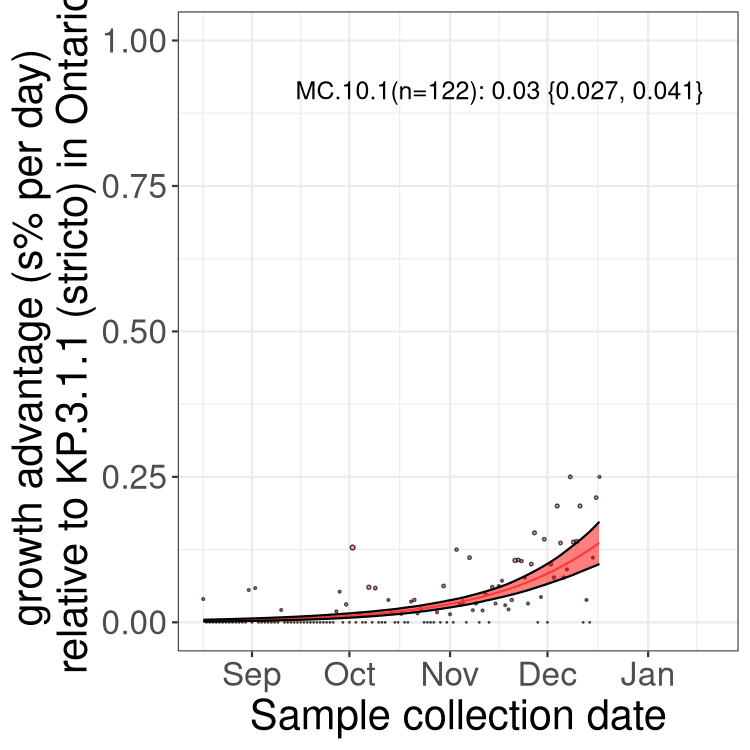 growth advantage (s% per day)
relative to KP.3.1.1 (stricto) in Ontario
1.00
0.75
0.50
0.25
0.00
MC.10.1(n=122): 0.03 {0.027, 0.041}
Sep Oct Nov Dec Jan
Sample collection date